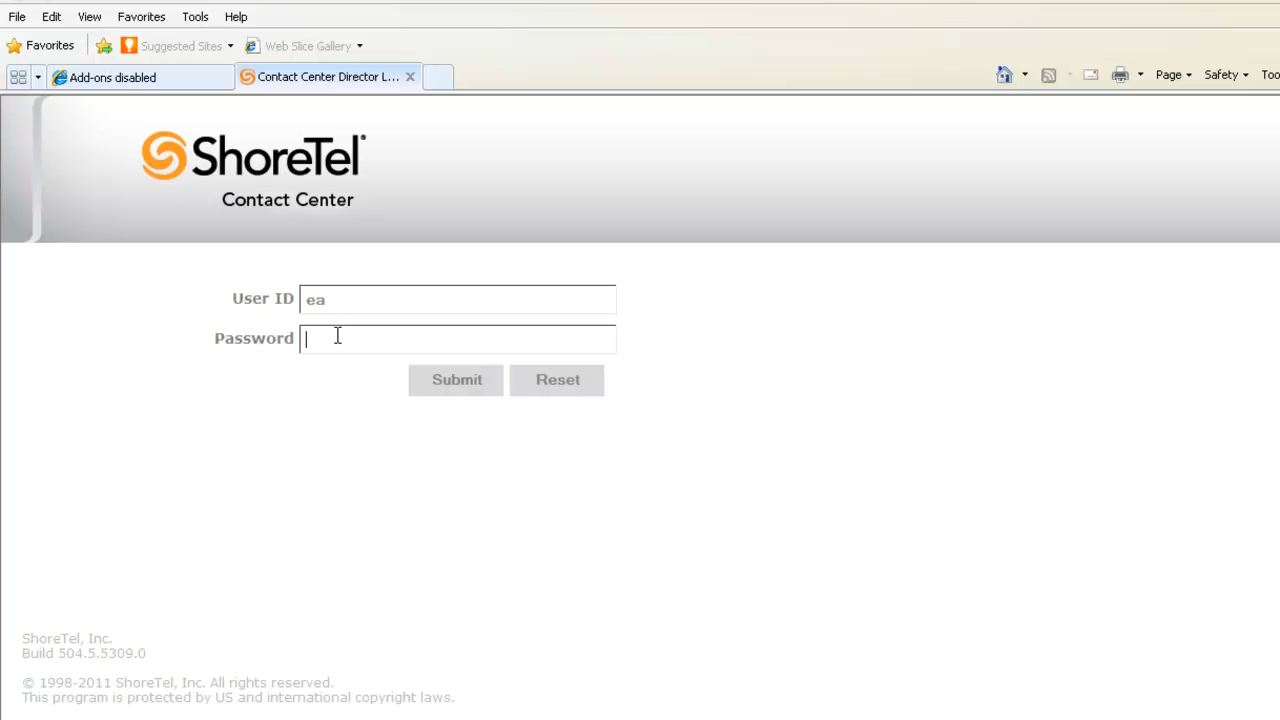 File Edit View Favorites Tools Help
Favorites Suggested Sites Web Slice Gallery
Add-ons disabled Contact Center Director L... Page Safety Too
ShoreTel
Contact Center
User ID ea
Password
Submit Reset
ShoreTel, Inc.
Build 504.5.5309.0
© 1998-2011 ShoreTel, Inc. All rights reserved.
This program is protected by US and international copyright laws.